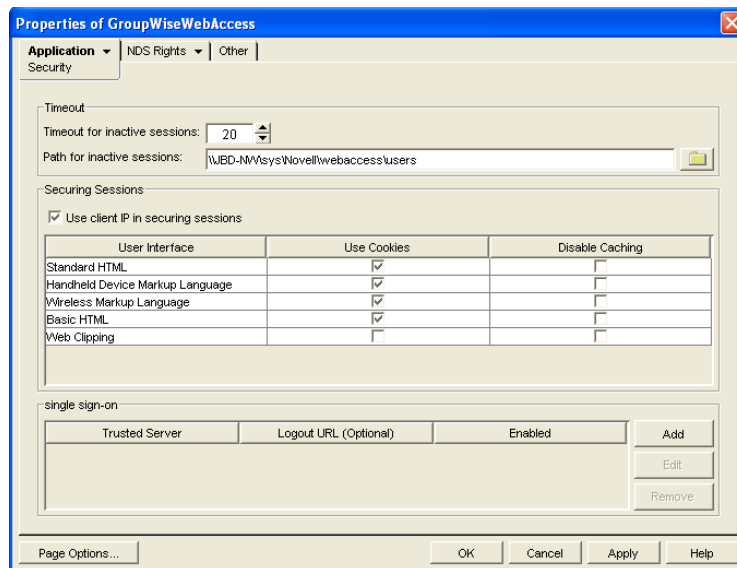 Properties of GroupWiseWebAccess
Application NDS Rights Other
Security
Timeout
Timeout for inactive sessions: 20
Path for inactive sessions: \\JBD-NW\sys\Novell\webaccess\users
Securing Sessions
Use client IP in securing sessions
User Interface Use Cookies Disable Caching
Standard HTML
Handheld Device Markup Language
Wireless Markup Language
Basic HTML
Web Clipping
single sign-on
Trusted Server Logout URL (Optional) Enabled Add
Edit
Remove
Page Options... OK Cancel Apply Help